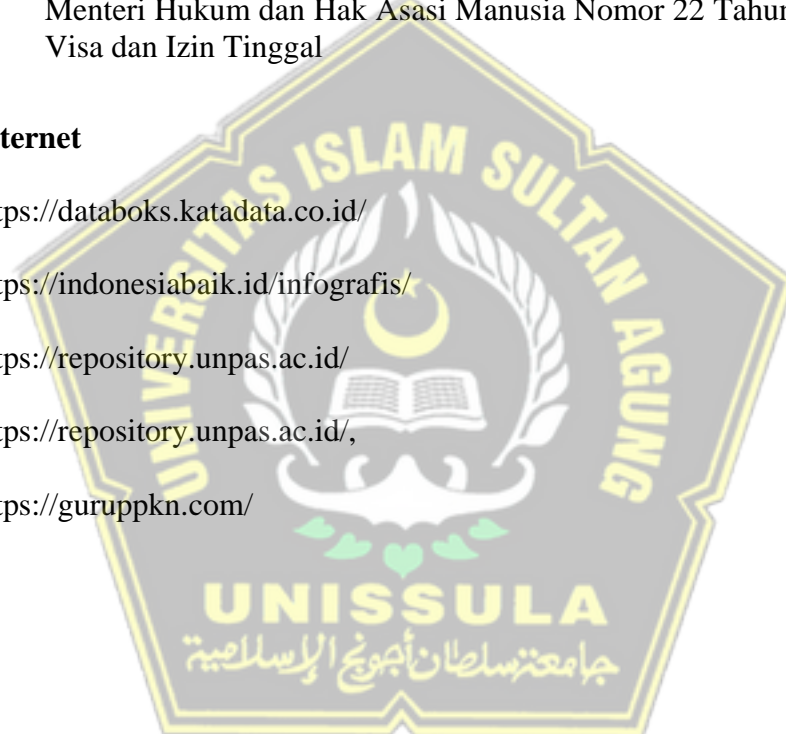 Menteri Hukum dan Hak Asasi Manusia Nomor 22 Tahun
Visa dan Izin Tinggal
nternet
tps://databoks.katadata.co.id/
tps://indonesiabaik.id/infografis/
tps://repository.unpas.ac.id/
tps://repository.unpas.ac.id/,
tps://guruppkn.com/
UNIVERSITAS ISLAM SULTAN AGUNG
UNISSULA
جامعة سلطان أجونج الإسلامية